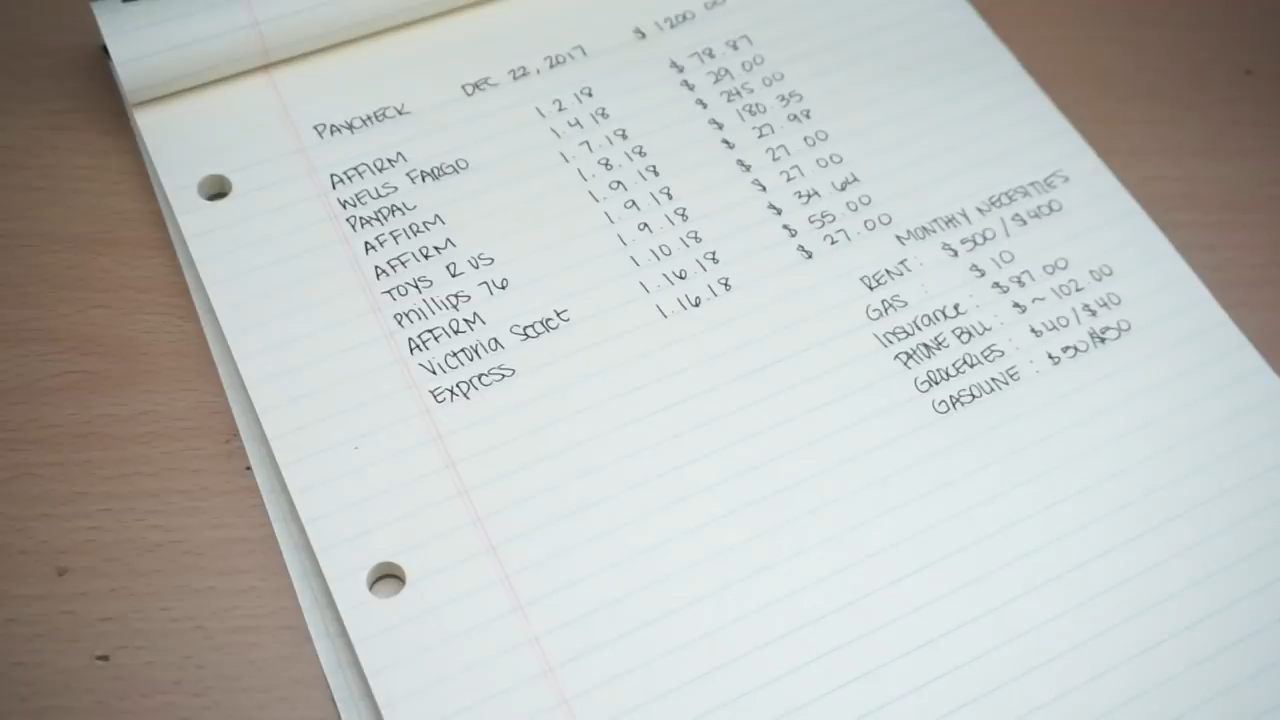 PAYCHECK DEC 22, 2017 $ 1200 00
AFFIRM 1.2.18 $ 78.87
WELLS FARGO 1.4.18 $ 29.00
PAYPAL 1.7.18 $ 245 00
AFFIRM 1.8.18 $ 180.35
AFFIRM 1.9.18 $ 27.98
TOYS R US 1.9.18 $ 27 00
Phillips 76 1.9.18 $ 27 00
AFFIRM 1.10.18 $ 34 64
Victoria Secret 1.16.18 $ 55.00
Express 1.16.18 $ 27.00
MONTHLY NECESSITIES
RENT: $500 / $400
GAS : $ 10
Insurance : $87.00
PHONE BILL: $ ~ 102.00
GROCERIES : $40 / $40
GASOLINE : $50/$50